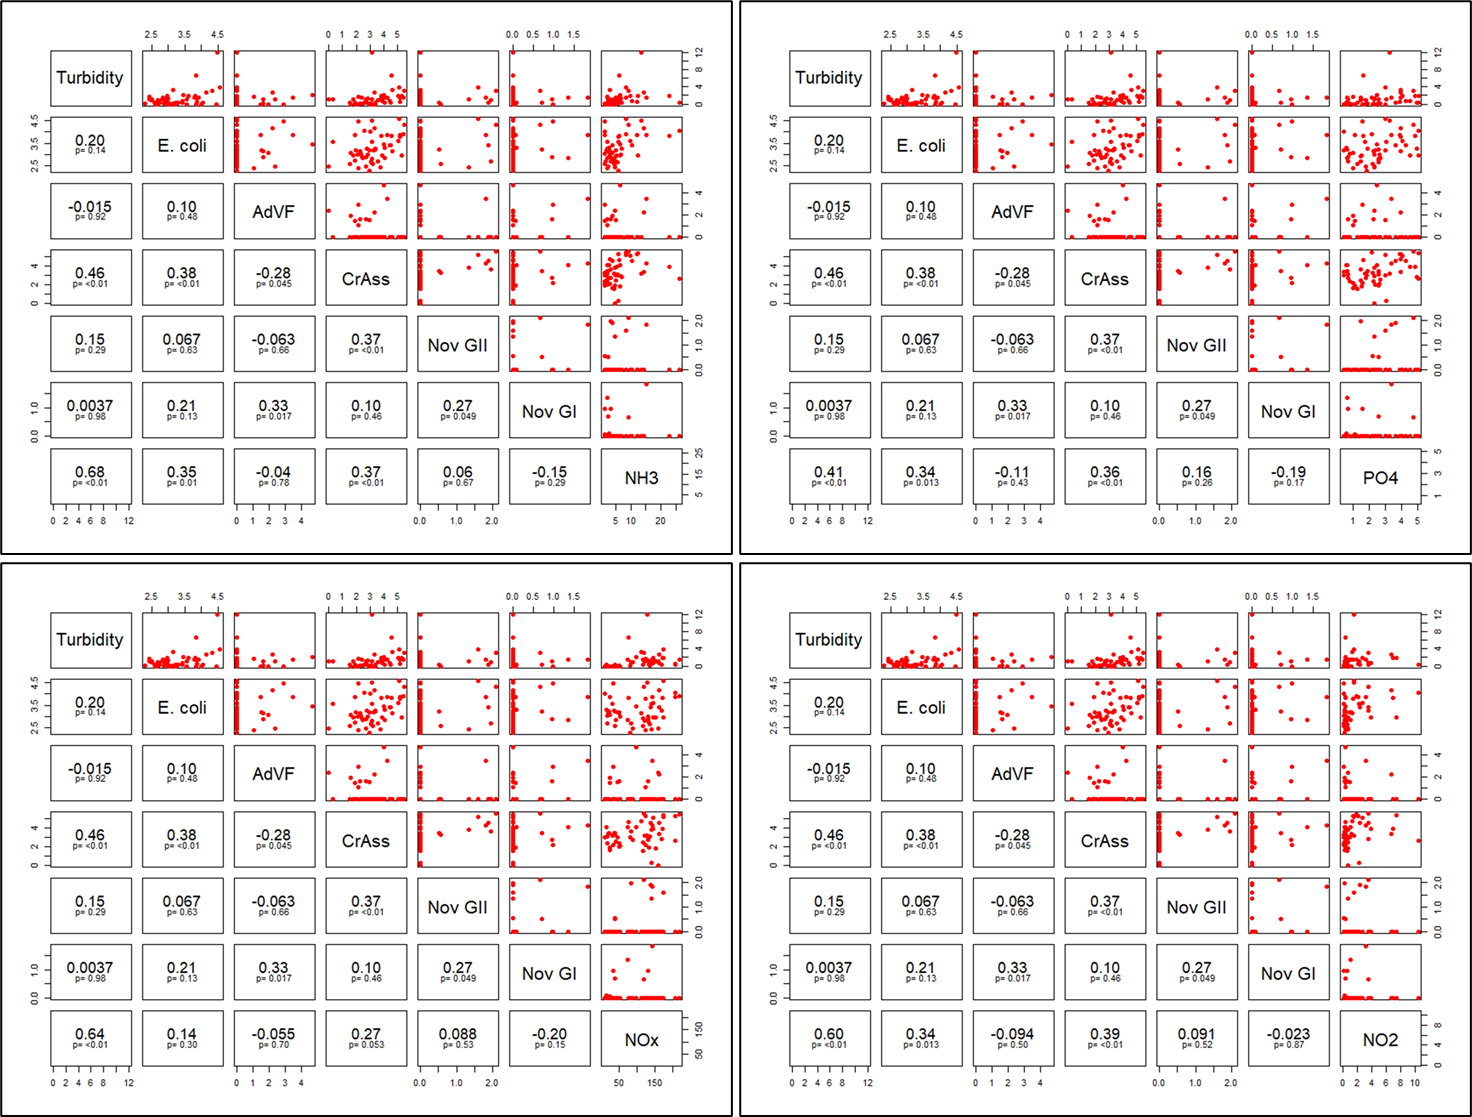 2.5 3.5 4.5 0 1 2 3 4 5 0.0 0.5 1.0 1.5
Turbidity 12 8 4 0
4.5 3.5 2.5 0.20 E. coli
p= 0.14
-0.015 0.10 AdVF 4 2 0
p= 0.92 p= 0.48
4 2 0 0.46 0.38 -0.28 CrAss
p= <0.01 p= <0.01 p= 0.045
0.15 0.067 -0.063 0.37 Nov GII 2.0 1.0 0.0
p= 0.29 p= 0.63 p= 0.66 p= <0.01
1.0 0.0 0.0037 0.21 0.33 0.10 0.27 Nov GI
p= 0.98 p= 0.13 p= 0.017 p= 0.46 p= 0.049
0.68 0.35 -0.04 0.37 0.06 -0.15 NH3 25 15 5
p= <0.01 p= 0.01 p= 0.78 p= <0.01 p= 0.67 p= 0.29
0 2 4 6 8 12 0 1 2 3 4 0.0 1.0 2.0 5 10 20
2.5 3.5 4.5 0 1 2 3 4 5 0.0 0.5 1.0 1.5
Turbidity 12 8 4 0
4.5 3.5 2.5 0.20 E. coli
p= 0.14
-0.015 0.10 AdVF 4 2 0
p= 0.92 p= 0.48
4 2 0 0.46 0.38 -0.28 CrAss
p= <0.01 p= <0.01 p= 0.045
0.15 0.067 -0.063 0.37 Nov GII 2.0 1.0 0.0
p= 0.29 p= 0.63 p= 0.66 p= <0.01
1.0 0.0 0.0037 0.21 0.33 0.10 0.27 Nov GI
p= 0.98 p= 0.13 p= 0.017 p= 0.46 p= 0.049
0.41 0.34 -0.11 0.36 0.16 -0.19 PO4 5 3 1
p= <0.01 p= 0.013 p= 0.43 p= <0.01 p= 0.26 p= 0.17
0 2 4 6 8 12 0 1 2 3 4 0.0 1.0 2.0 1 2 3 4 5
2.5 3.5 4.5 0 1 2 3 4 5 0.0 0.5 1.0 1.5
Turbidity 12 8 4 0
4.5 3.5 2.5 0.20 E. coli
p= 0.14
-0.015 0.10 AdVF 4 2 0
p= 0.92 p= 0.48
4 2 0 0.46 0.38 -0.28 CrAss
p= <0.01 p= <0.01 p= 0.045
0.15 0.067 -0.063 0.37 Nov GII 2.0 1.0 0.0
p= 0.29 p= 0.63 p= 0.66 p= <0.01
1.0 0.0 0.0037 0.21 0.33 0.10 0.27 Nov GI
p= 0.98 p= 0.13 p= 0.017 p= 0.46 p= 0.049
0.64 0.14 -0.055 0.27 0.088 -0.20 NOx 150 50
p= <0.01 p= 0.30 p= 0.70 p= 0.053 p= 0.53 p= 0.15
0 2 4 6 8 12 0 1 2 3 4 0.0 1.0 2.0 50 150
2.5 3.5 4.5 0 1 2 3 4 5 0.0 0.5 1.0 1.5
Turbidity 12 8 4 0
4.5 3.5 2.5 0.20 E. coli
p= 0.14
-0.015 0.10 AdVF 4 2 0
p= 0.92 p= 0.48
4 2 0 0.46 0.38 -0.28 CrAss
p= <0.01 p= <0.01 p= 0.045
0.15 0.067 -0.063 0.37 Nov GII 2.0 1.0 0.0
p= 0.29 p= 0.63 p= 0.66 p= <0.01
1.0 0.0 0.0037 0.21 0.33 0.10 0.27 Nov GI
p= 0.98 p= 0.13 p= 0.017 p= 0.46 p= 0.049
0.60 0.34 -0.094 0.39 0.091 -0.023 NO2 8 4 0
p= <0.01 p= 0.013 p= 0.50 p= <0.01 p= 0.52 p= 0.87
0 2 4 6 8 12 0 1 2 3 4 0.0 1.0 2.0 0 2 4 6 8 10